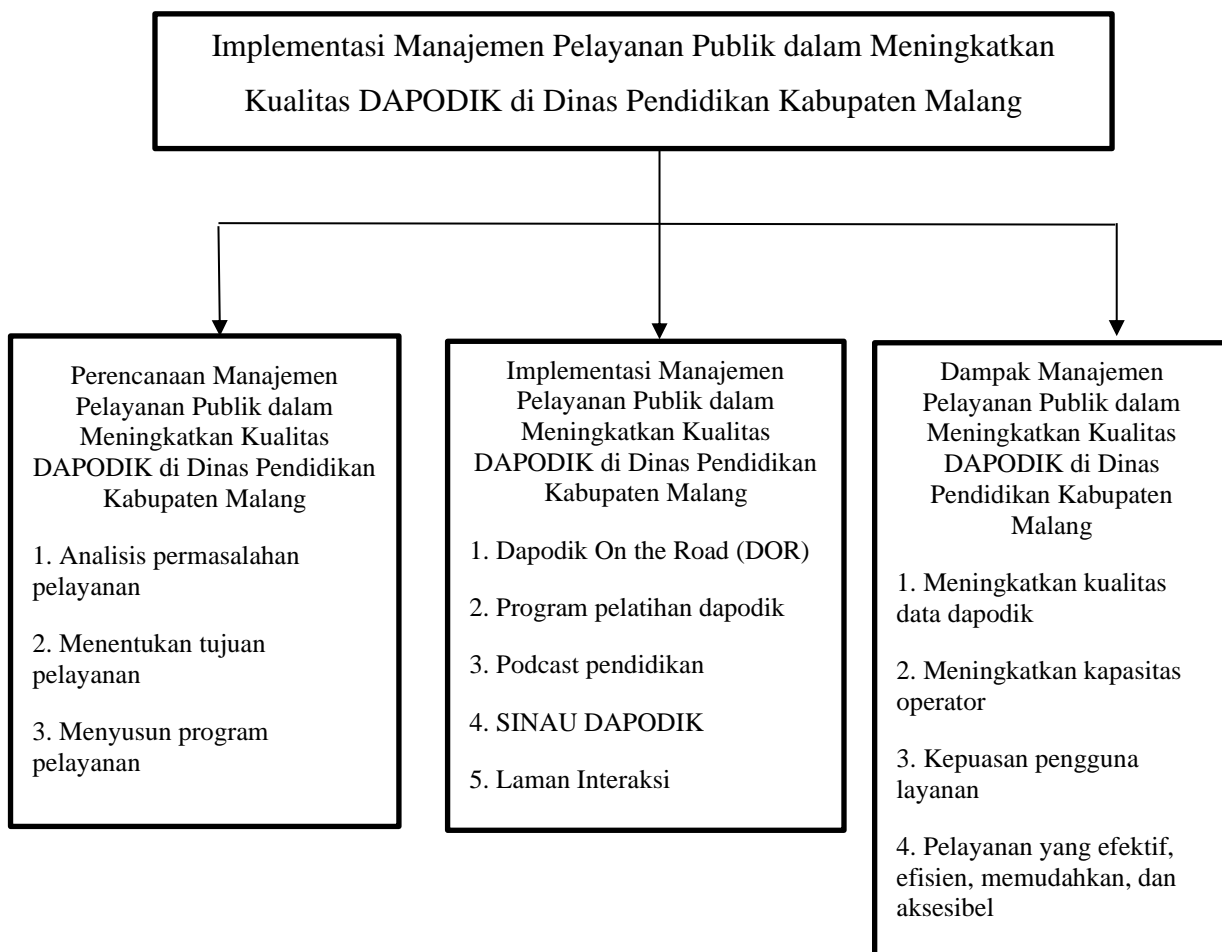 Implementasi Manajemen Pelayanan Publik dalam Meningkatkan
Kualitas DAPODIK di Dinas Pendidikan Kabupaten Malang
Perencanaan Manajemen
Pelayanan Publik dalam
Meningkatkan Kualitas
DAPODIK di Dinas Pendidikan
Kabupaten Malang
1. Analisis permasalahan
pelayanan
2. Menentukan tujuan
pelayanan
3. Menyusun program
pelayanan
Implementasi Manajemen
Pelayanan Publik dalam
Meningkatkan Kualitas
DAPODIK di Dinas Pendidikan
Kabupaten Malang
1. Dapodik On the Road (DOR)
2. Program pelatihan dapodik
3. Podcast pendidikan
4. SINAU DAPODIK
5. Laman Interaksi
Dampak Manajemen
Pelayanan Publik dalam
Meningkatkan Kualitas
DAPODIK di Dinas
Pendidikan Kabupaten
Malang
1. Meningkatkan kualitas
data dapodik
2. Meningkatkan kapasitas
operator
3. Kepuasan pengguna
layanan
4. Pelayanan yang efektif,
efisien, memudahkan, dan
aksesibel